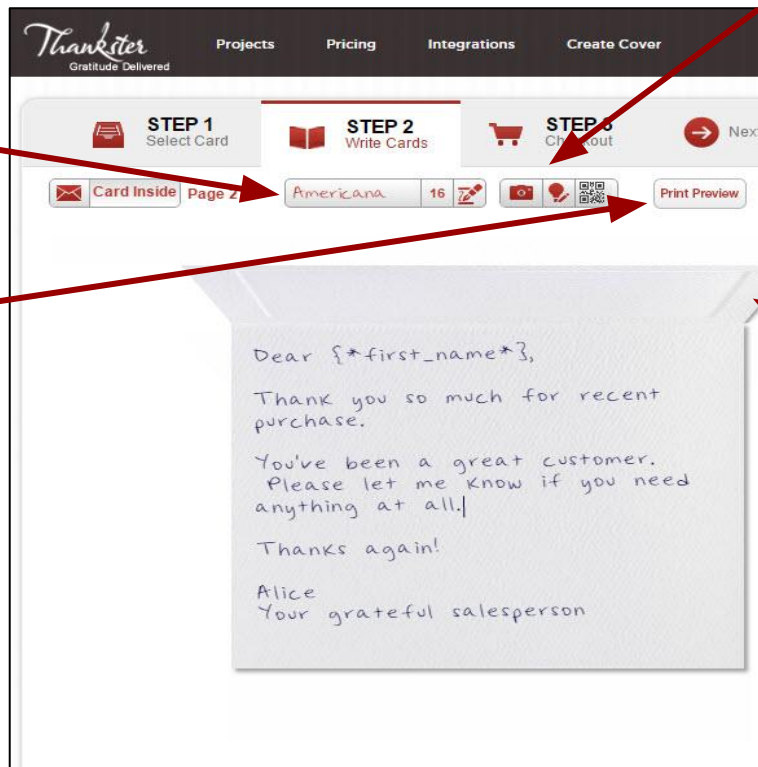 Thankster
Gratitude Delivered
Projects Pricing Integrations Create Cover
STEP 1
Select Card
STEP 2
Write Cards
STEP 3
Next
Card Inside Page 2
Americana 16
Print Preview
Dear {*first_name*},
Thank you so much for recent
purchase.
You've been a great customer.
Please let me know if you need
anything at all.
Thanks again!
Alice
Your grateful salesperson